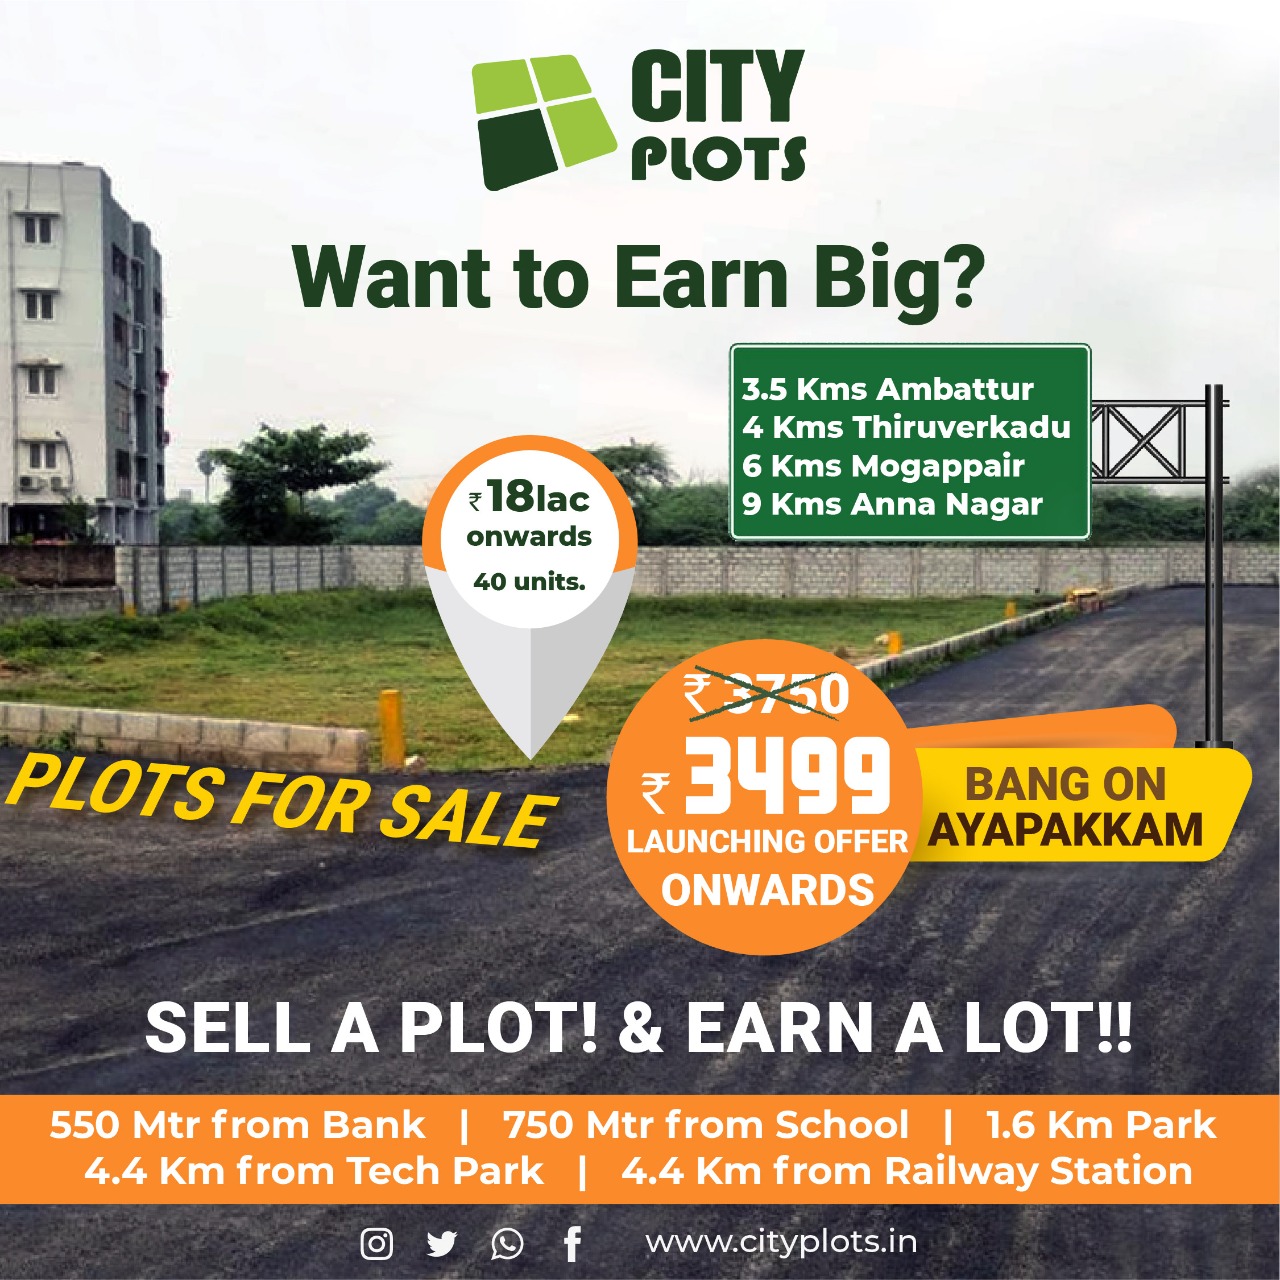 CITY
PLOTS
Want to Earn Big?
3.5 Kms Ambattur
4 Kms Thiruverkadu
6 Kms Mogappair
9 Kms Anna Nagar
₹ 18lac
onwards
40 units.
₹ 3750
₹ 3499
LAUNCHING OFFER
ONWARDS
BANG ON
AYAPAKKAM
PLOTS FOR SALE
SELL A PLOT! & EARN A LOT!!
550 Mtr from Bank | 750 Mtr from School | 1.6 Km Park
4.4 Km from Tech Park | 4.4 Km from Railway Station
www.cityplots.in